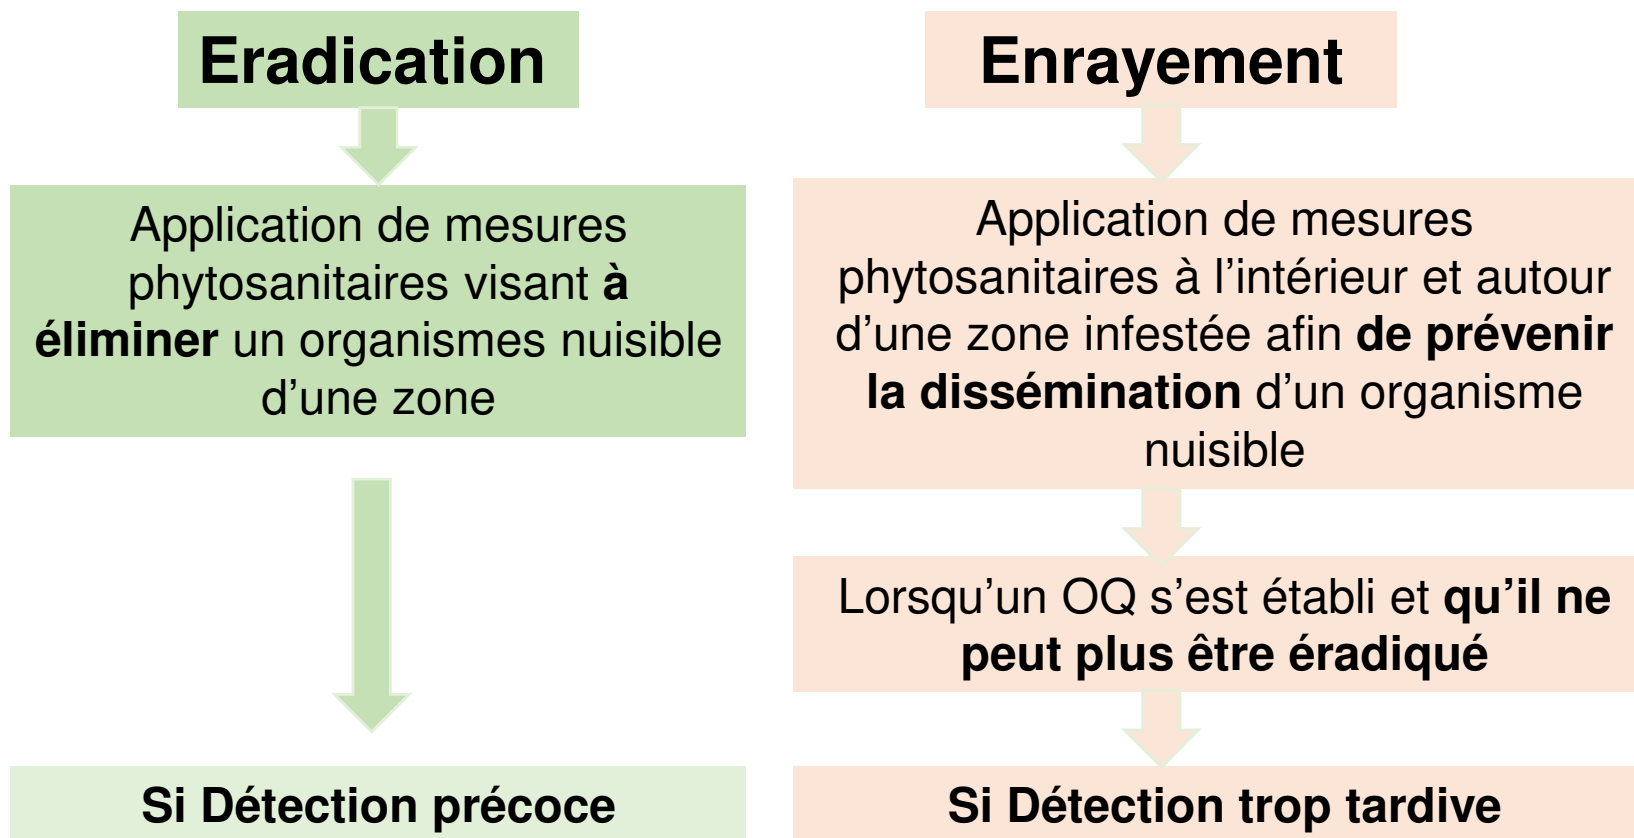 Eradication
Application de mesures
phytosanitaires visant à
éliminer un organismes nuisible
d’une zone
Si Détection précoce
Enrayement
Application de mesures
phytosanitaires à l’intérieur et autour
d’une zone infestée afin de prévenir
la dissémination d’un organisme
nuisible
Lorsqu’un OQ s’est établi et qu’il ne
peut plus être éradiqué
Si Détection trop tardive